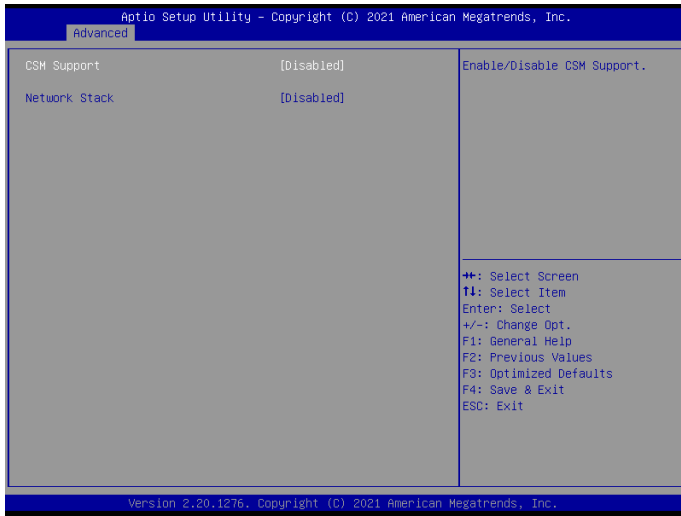 Aptio Setup Utility – Copyright (C) 2021 American Megatrends, Inc.
Advanced
CSM Support [Disabled]
Network Stack [Disabled]
Enable/Disable CSM Support.
→←: Select Screen
↑↓: Select Item
Enter: Select
+/-: Change Opt.
F1: General Help
F2: Previous Values
F3: Optimized Defaults
F4: Save & Exit
ESC: Exit
Version 2.20.1276. Copyright (C) 2021 American Megatrends, Inc.